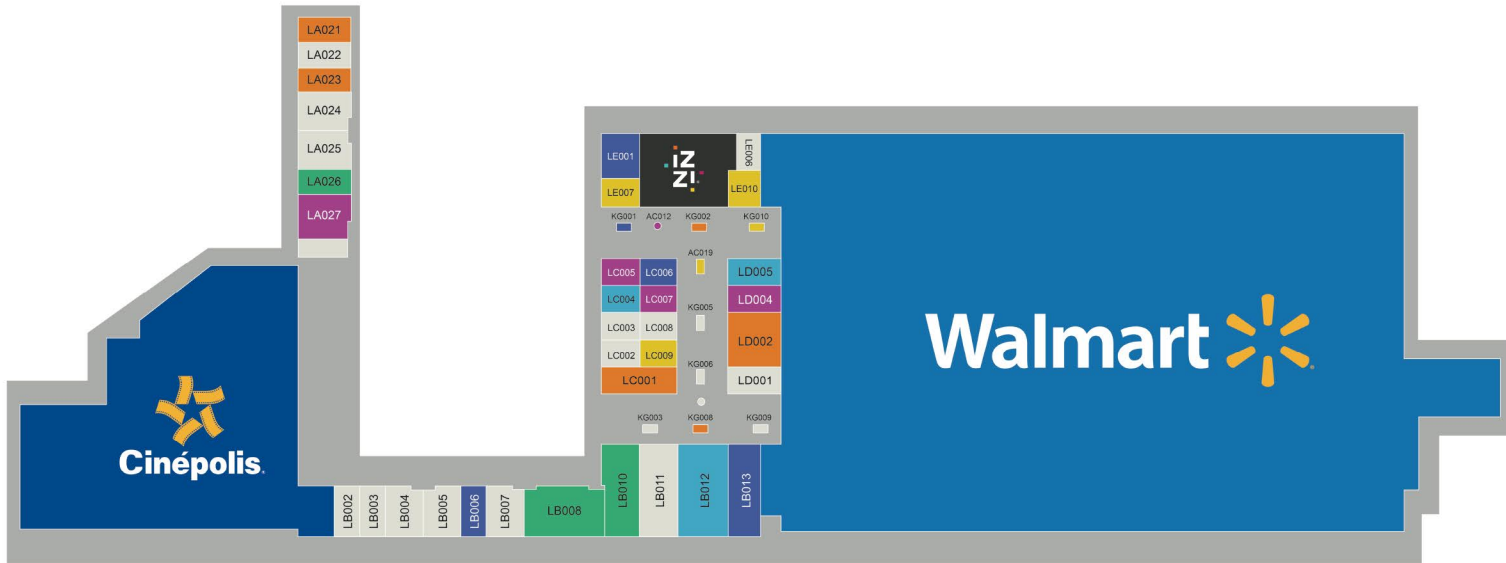 LA021
LA022
LA023
LA024
LA025
LA026
LA027
Cinépolis.
LB002
LB003
LB004
LB005
LB006
LB007
LB008
LE001
iZ
Zi.
LE006
LE007
LE010
KG001
AC012
KG002
KG010
AC019
LC005
LC006
LD005
LC004
LC007
KG005
LD004
LC003
LC008
LD002
LC002
LC009
KG006
LC001
LD001
KG003
KG008
KG009
LB010
LB011
LB012
LB013
Walmart